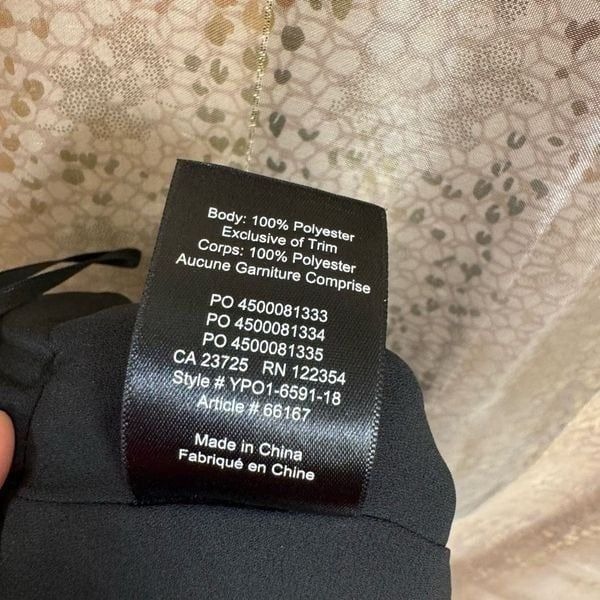 Body: 100% Polyester
Exclusive of Trim
Corps: 100% Polyester
Aucune Garniture Comprise
PO 4500081333
PO 4500081334
PO 4500081335
CA 23725 RN 122354
Style # YPO1-6591-18
Article # 66167
Made in China
Fabriqué en Chine